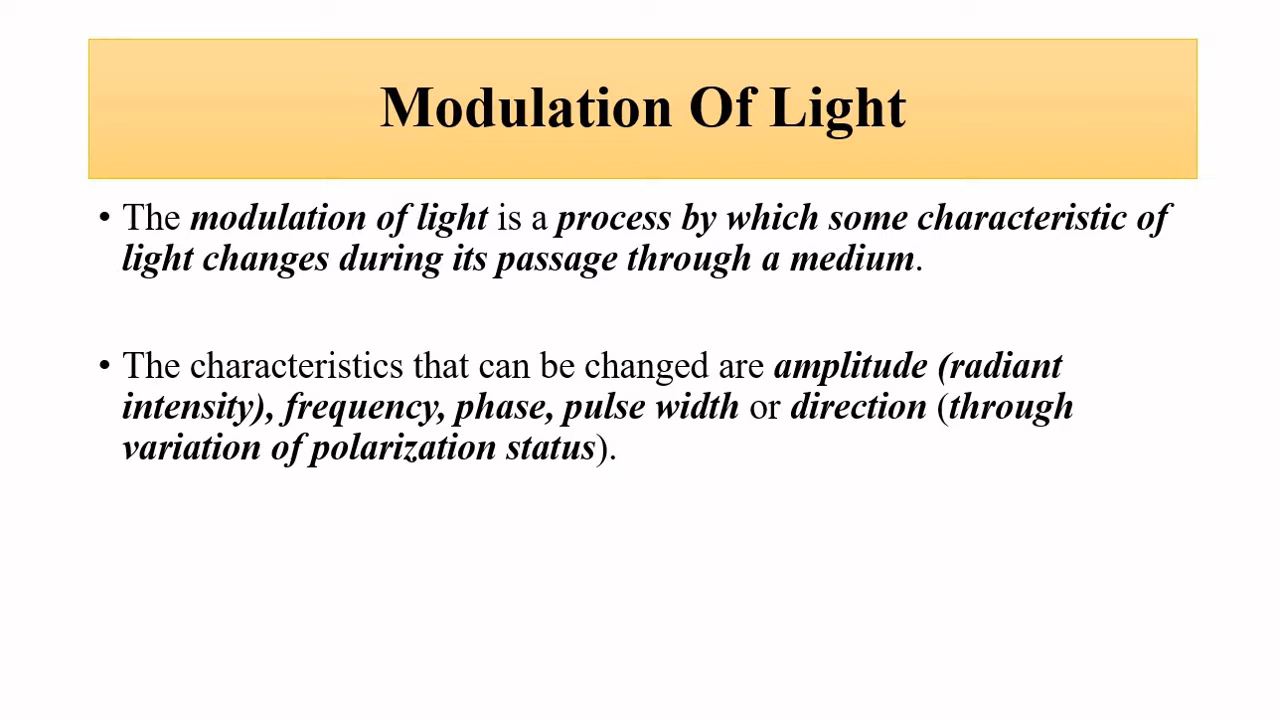 Modulation Of Light
• The modulation of light is a process by which some characteristic of
light changes during its passage through a medium.
• The characteristics that can be changed are amplitude (radiant
intensity), frequency, phase, pulse width or direction (through
variation of polarization status).